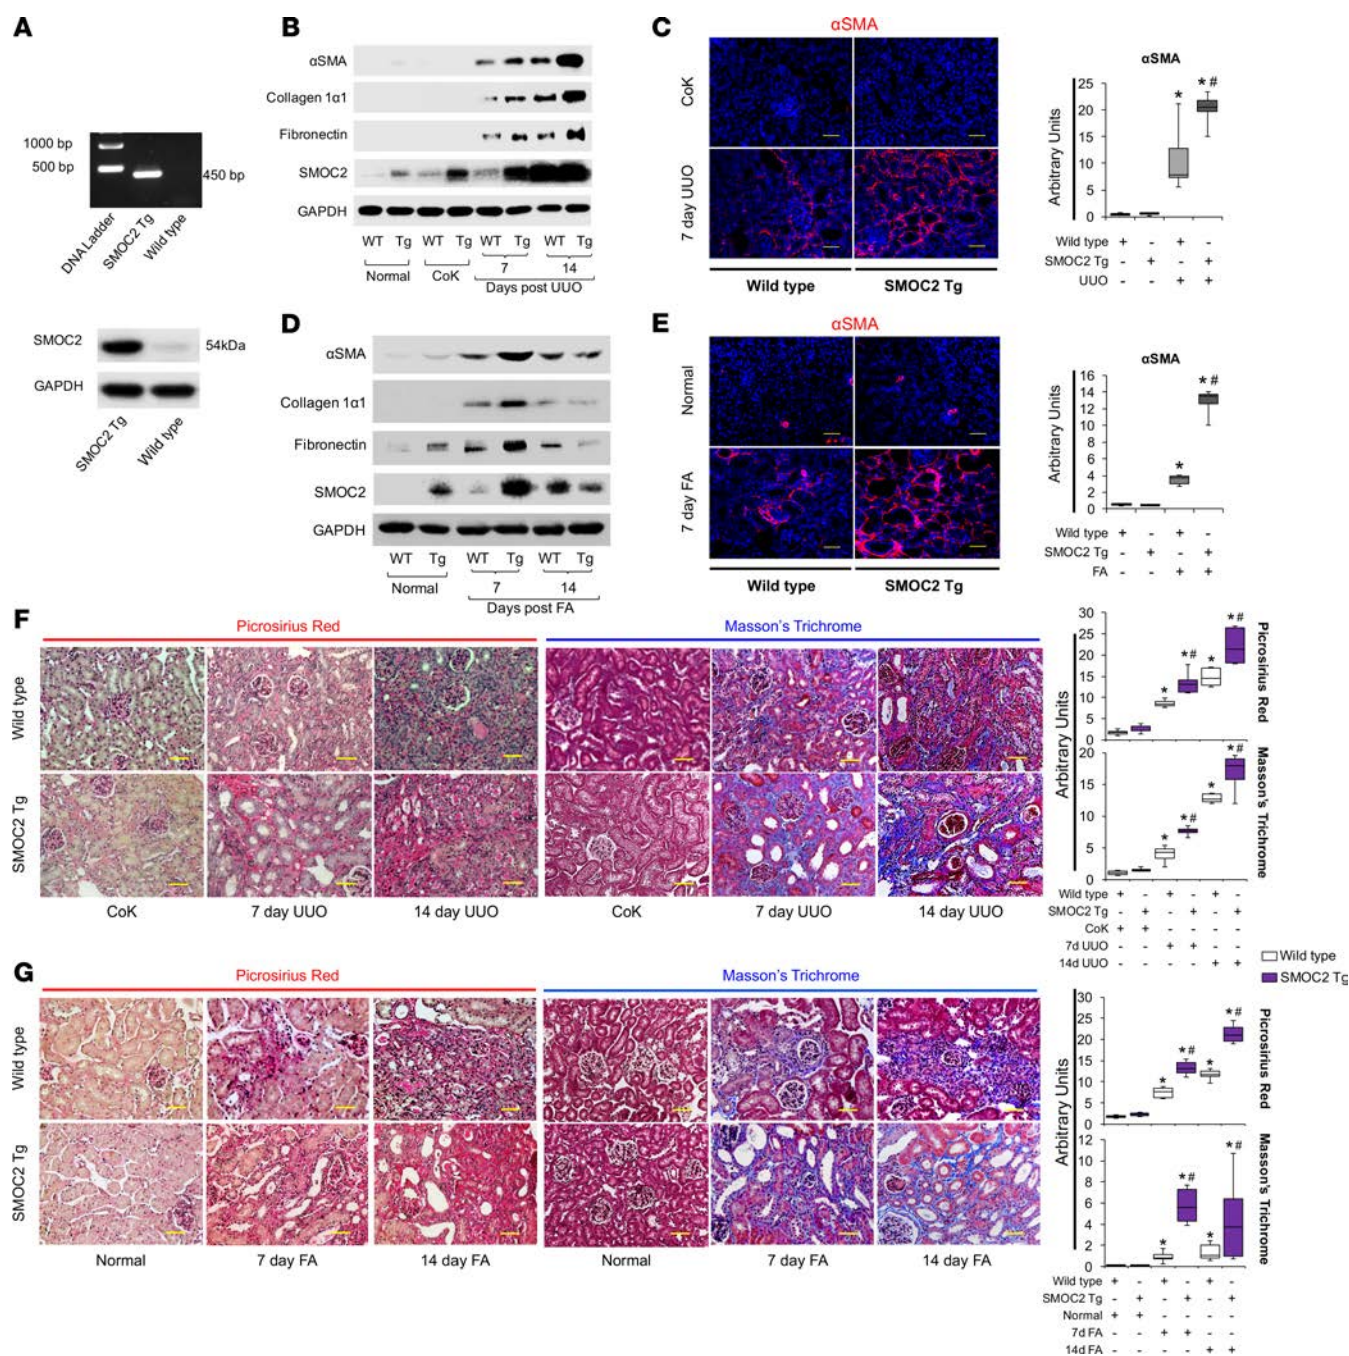 A
1000 bp
500 bp
450 bp
DNA Ladder
SMOC2 Tg
Wild type
SMOC2
54kDa
GAPDH
SMOC2 Tg
Wild type
B
αSMA
Collagen 1α1
Fibronectin
SMOC2
GAPDH
WT Tg WT Tg WT Tg WT Tg
Normal CoK 7 14
Days post UUO
C
αSMA
CoK
7 day UUO
Wild type SMOC2 Tg
αSMA
Arbitrary Units
25
20
15
10
5
0
* * #
Wild type + - + -
SMOC2 Tg - + - +
UUO - - + +
D
αSMA
Collagen 1α1
Fibronectin
SMOC2
GAPDH
WT Tg WT Tg WT Tg
Normal 7 14
Days post FA
E
αSMA
Normal
7 day FA
Wild type SMOC2 Tg
αSMA
Arbitrary Units
16
14
12
10
8
6
4
2
0
* * #
Wild type + - + -
SMOC2 Tg - + - +
FA - - + +
F
Picrosirius Red Masson's Trichrome
Wild type
SMOC2 Tg
CoK 7 day UUO 14 day UUO CoK 7 day UUO 14 day UUO
Arbitrary Units
30
25
20
15
10
5
0
* * # * * #
Picrosirius Red
20
15
10
5
0
* * # * * #
Masson's Trichrome
Wild type + - + - + -
SMOC2 Tg - + - + - +
CoK + + - - - -
7d UUO - - + + - -
14d UUO - - - - + +
Wild type
SMOC2 Tg
G
Picrosirius Red Masson's Trichrome
Wild type
SMOC2 Tg
Normal 7 day FA 14 day FA Normal 7 day FA 14 day FA
Arbitrary Units
30
25
20
15
10
5
0
* * # * * #
Picrosirius Red
12
10
8
6
4
2
0
* * # * * #
Masson's Trichrome
Wild type + - + - + -
SMOC2 Tg - + - + - +
Normal + + - - - -
7d FA - - + + - -
14d FA - - - - + +